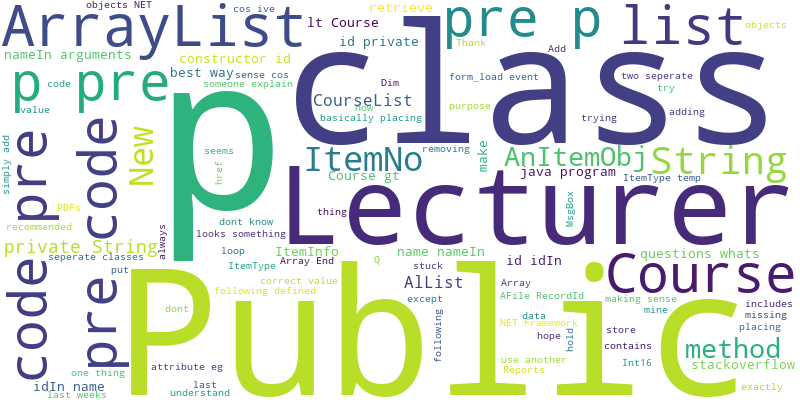 objects NET
cos ive
retrieve
ArrayList
pre p
list
lt Course
id private
nameIn arguments
constructor id
Thank
Add
objects
p pre
best way
sense cos
someone explain
Dim
form_load event
two seperate
try
code
value
CourseList
now
basically placing
purpose
trying
adding
class
p
simply add
code pre
pre code
New
seems
href
ItemNo
removing
make
AnItemObj
String
Course gt
java program
ItemType temp
PDFs
recommended
dont know
thing
Lecturer
MsgBox
private String
always
looks something
loop
ItemInfo
name nameIn
id idIn
questions whats
seperate classes
put
ItemType
Array End
Q
stuck
Array
Course
correct value
following defined
AlList
except
AFile RecordId
making sense
includes
mine
missing
placing
dont
Public
following
data
NET Framework
hope
hold
store
contains
method
stackoverflow
one thing
attribute eg
use another
Reports
Int16
idIn name
last weeks
last
understand
exactly